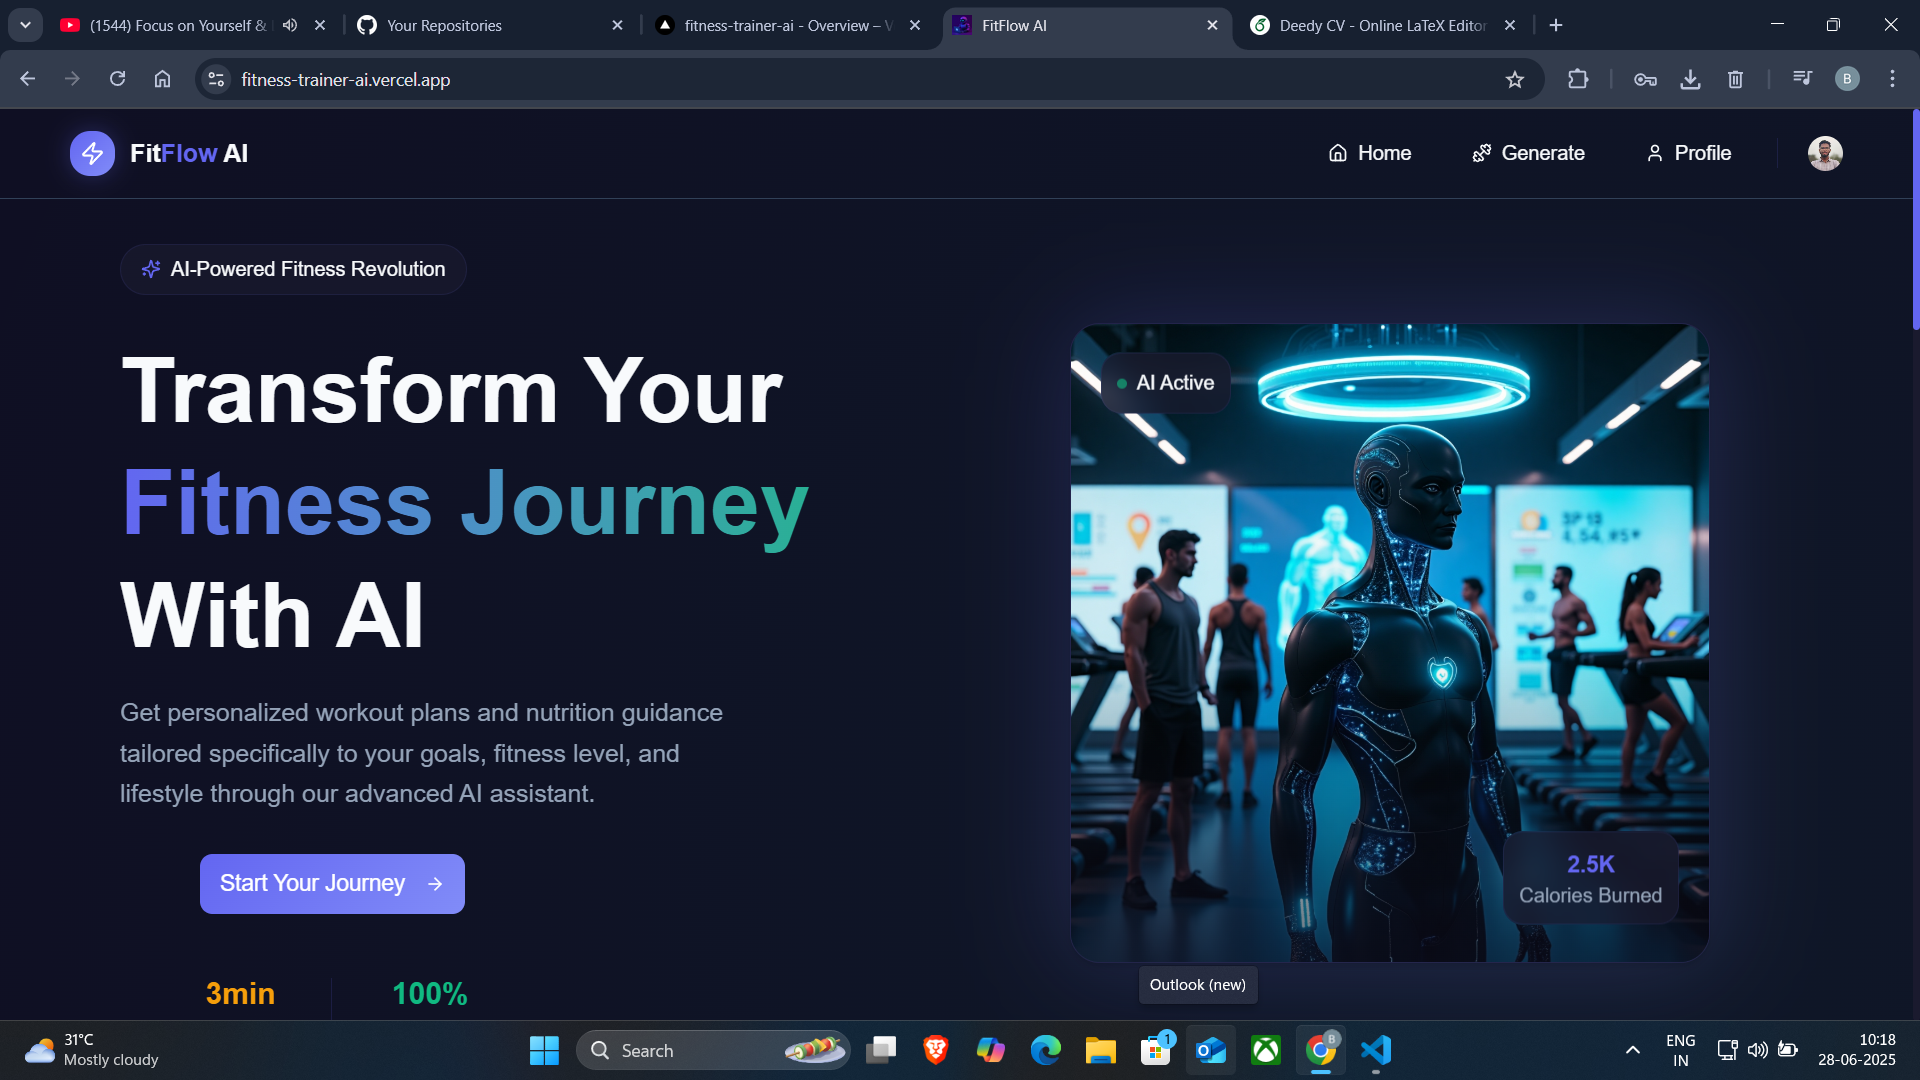 (1544) Focus on Yourself &
Your Repositories
fitness-trainer-ai - Overview – V
FitFlow AI
Deedy CV - Online LaTeX Editor
fitness-trainer-ai.vercel.app
B
FitFlow AI
Home
Generate
Profile
AI-Powered Fitness Revolution
Transform Your
Fitness Journey
With AI
Get personalized workout plans and nutrition guidance
tailored specifically to your goals, fitness level, and
lifestyle through our advanced AI assistant.
Start Your Journey
3min
100%
AI Active
2.5K
Calories Burned
Outlook (new)
31°C
Mostly cloudy
Search
1
B
ENG
IN
10:18
28-06-2025